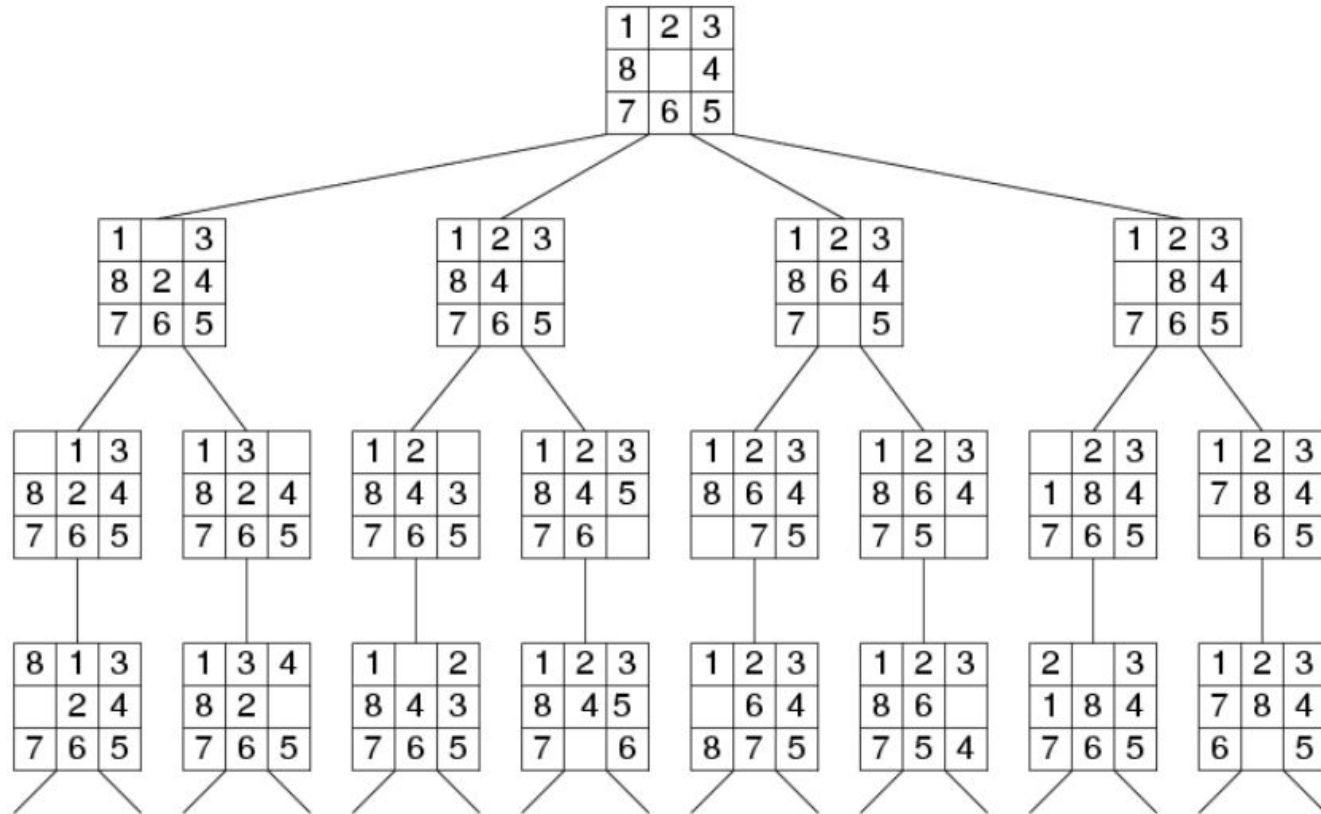 1 2 3
8 4
7 6 5
1 3 1 2 3 1 2 3 1 2 3
8 2 4 8 4 8 6 4 8 4
7 6 5 7 6 5 7 5 7 6 5
1 3 1 3 1 2 1 2 3 1 2 3 1 2 3 2 3 1 2 3
8 2 4 8 2 4 8 4 3 8 4 5 8 6 4 8 6 4 1 8 4 7 8 4
7 6 5 7 6 5 7 6 5 7 6 7 5 7 5 7 6 5 6 5
8 1 3 1 3 4 1 2 1 2 3 1 2 3 1 2 3 2 3 1 2 3
2 4 8 2 8 4 3 8 4 5 6 4 8 6 1 8 4 7 8 4
7 6 5 7 6 5 7 6 5 7 6 8 7 5 7 5 4 7 6 5 6 5